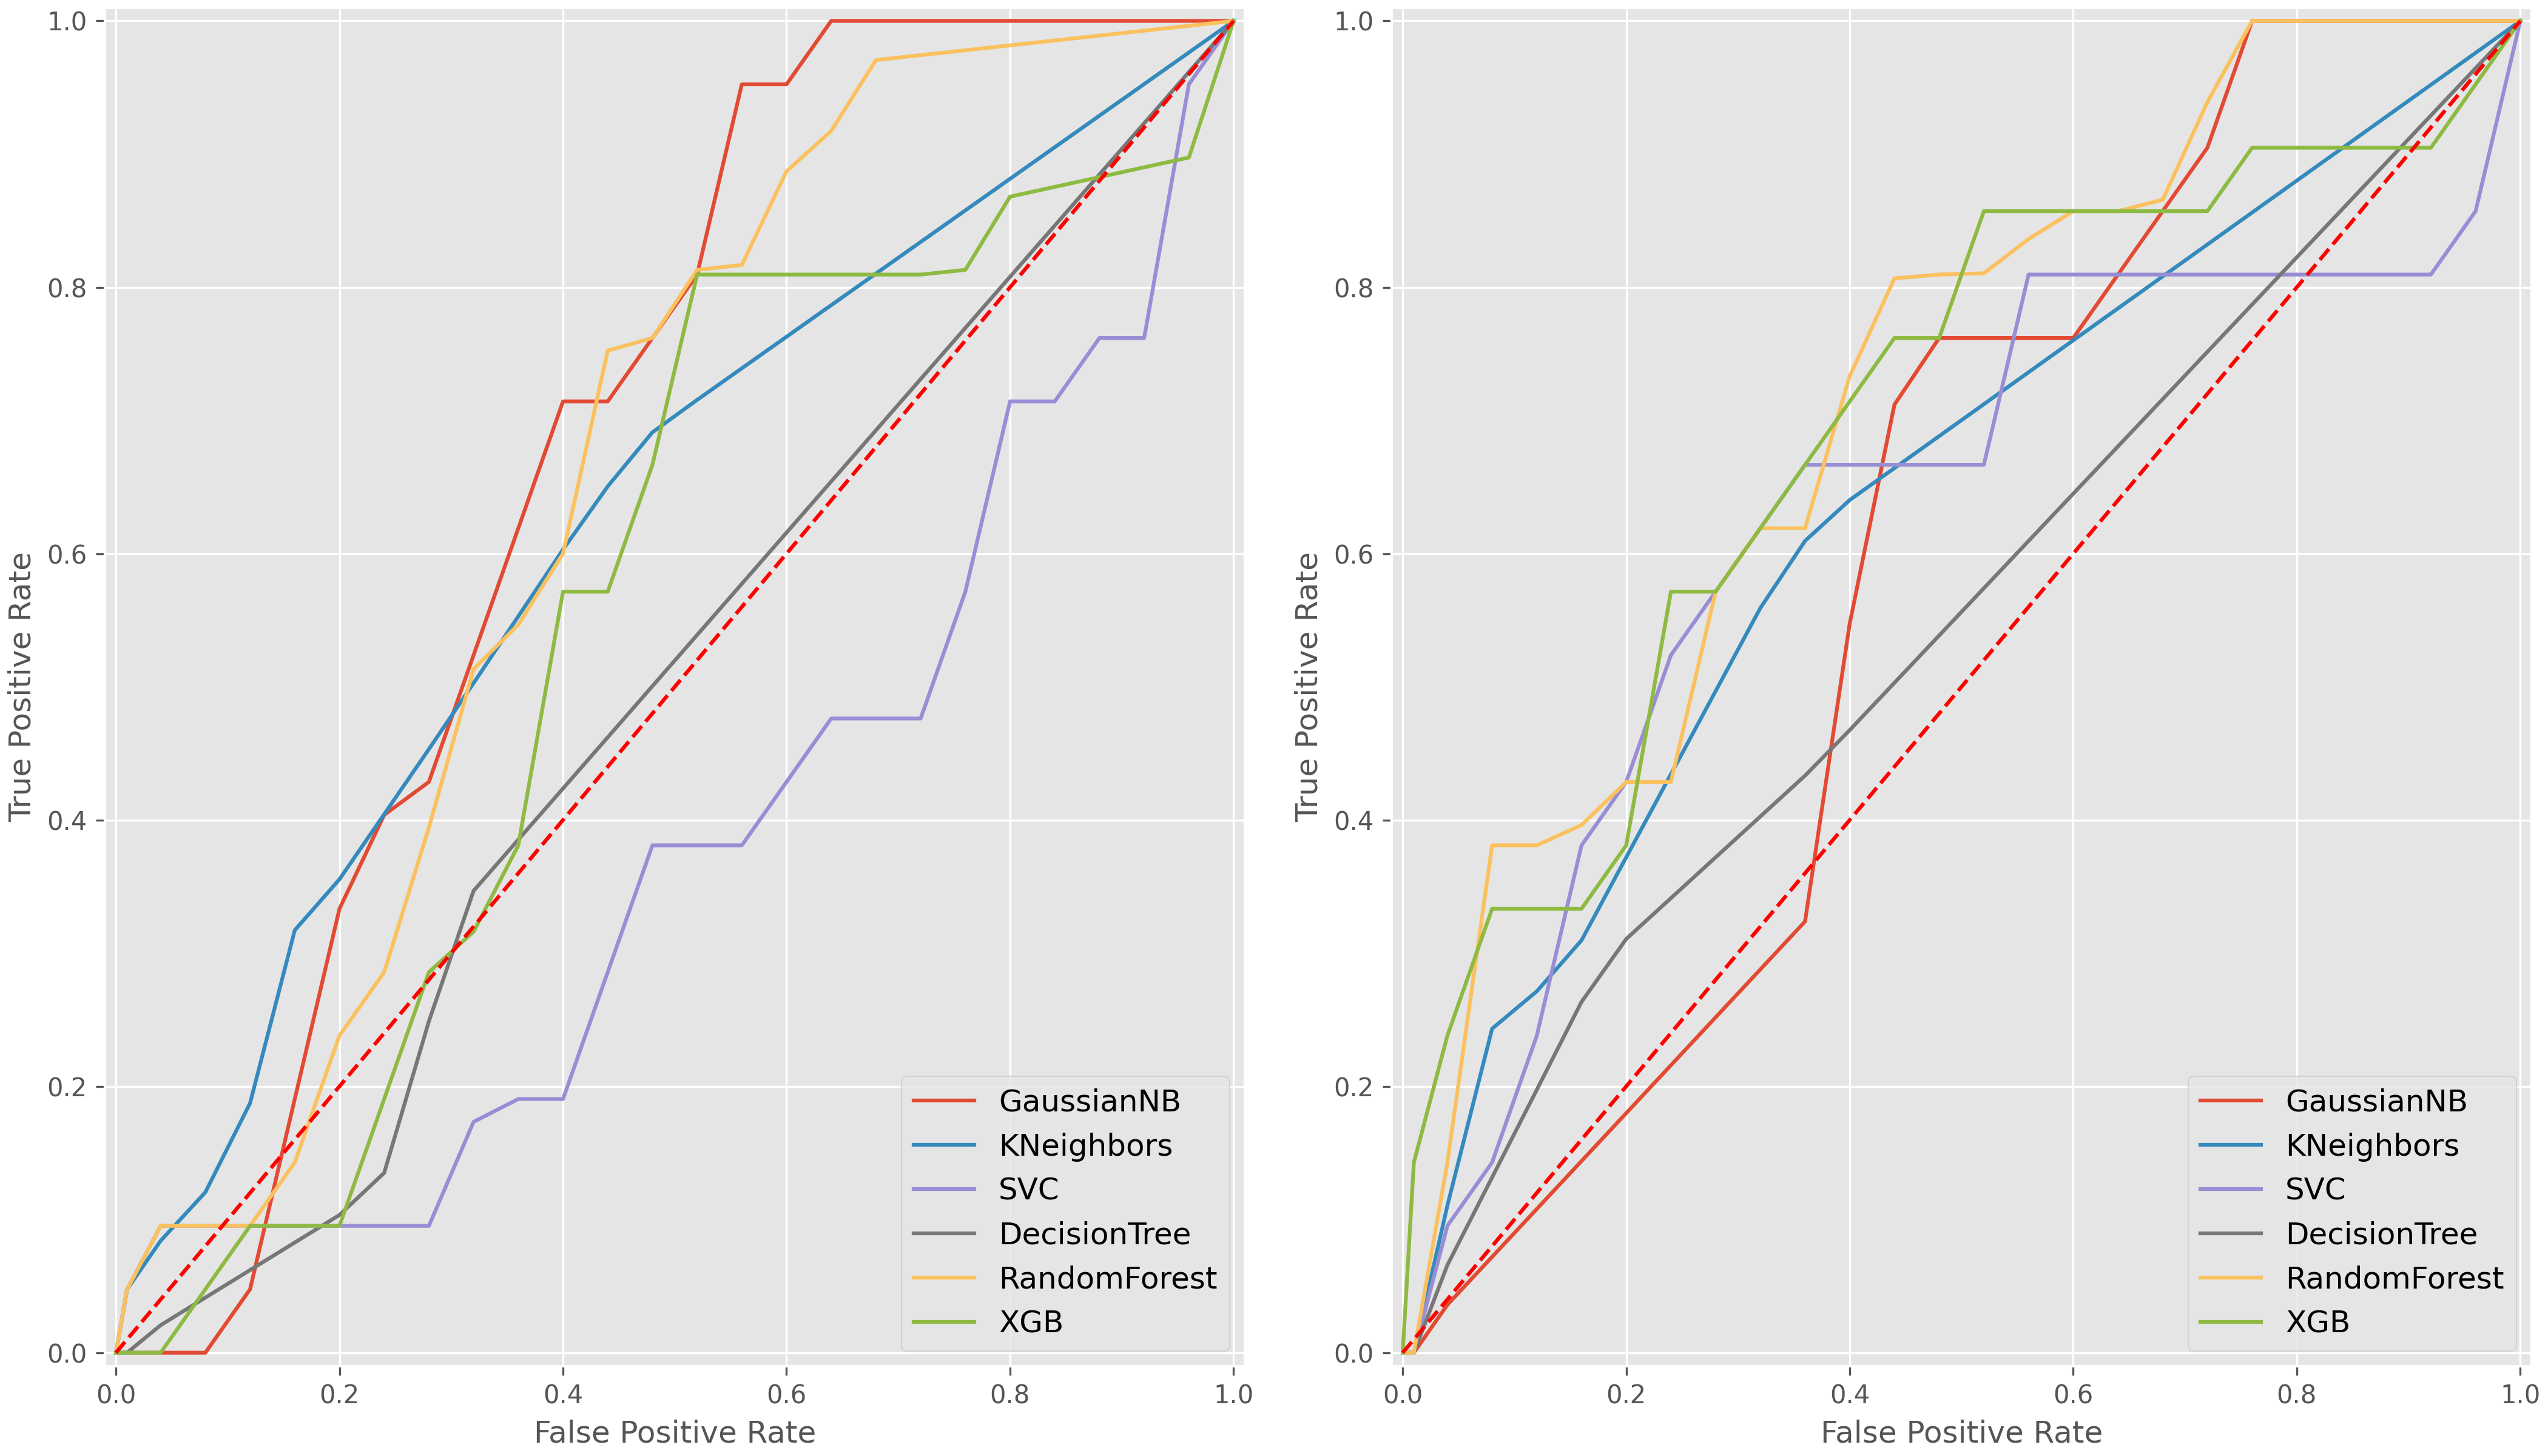 True Positive Rate
1.0
0.8
0.6
0.4
0.2
0.0
GaussianNB
KNeighbors
SVC
DecisionTree
RandomForest
XGB
0.0 0.2 0.4 0.6 0.8 1.0
False Positive Rate
True Positive Rate
1.0
0.8
0.6
0.4
0.2
0.0
GaussianNB
KNeighbors
SVC
DecisionTree
RandomForest
XGB
0.0 0.2 0.4 0.6 0.8 1.0
False Positive Rate